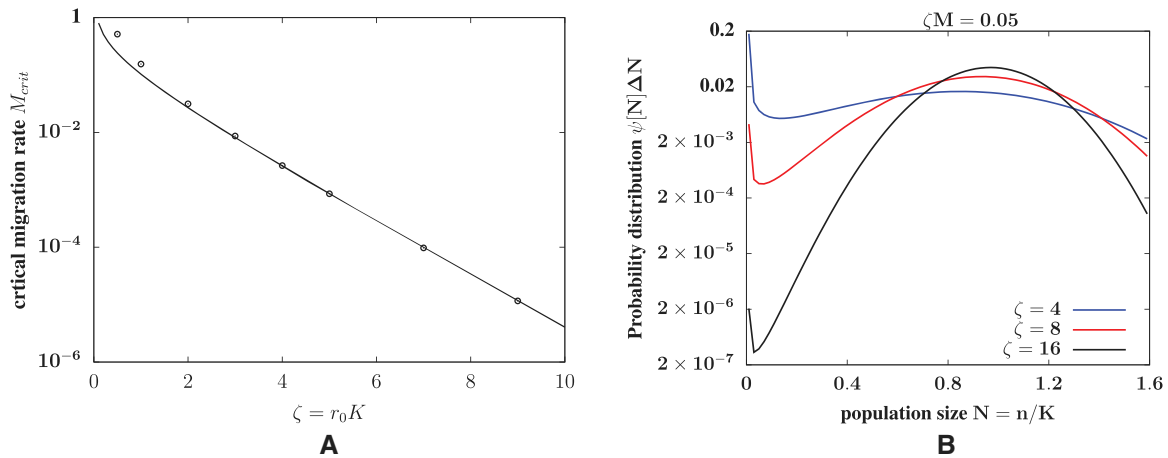 1
10⁻²
10⁻⁴
10⁻⁶
crtical migration rate M_crit
0 2 4 6 8 10
ζ = r₀K
A
ζM = 0.05
0.2
0.02
2 × 10⁻³
2 × 10⁻⁴
2 × 10⁻⁵
2 × 10⁻⁶
2 × 10⁻⁷
Probability distribution ψ[N]ΔN
ζ = 4
ζ = 8
ζ = 16
0 0.4 0.8 1.2 1.6
population size N = n/K
B